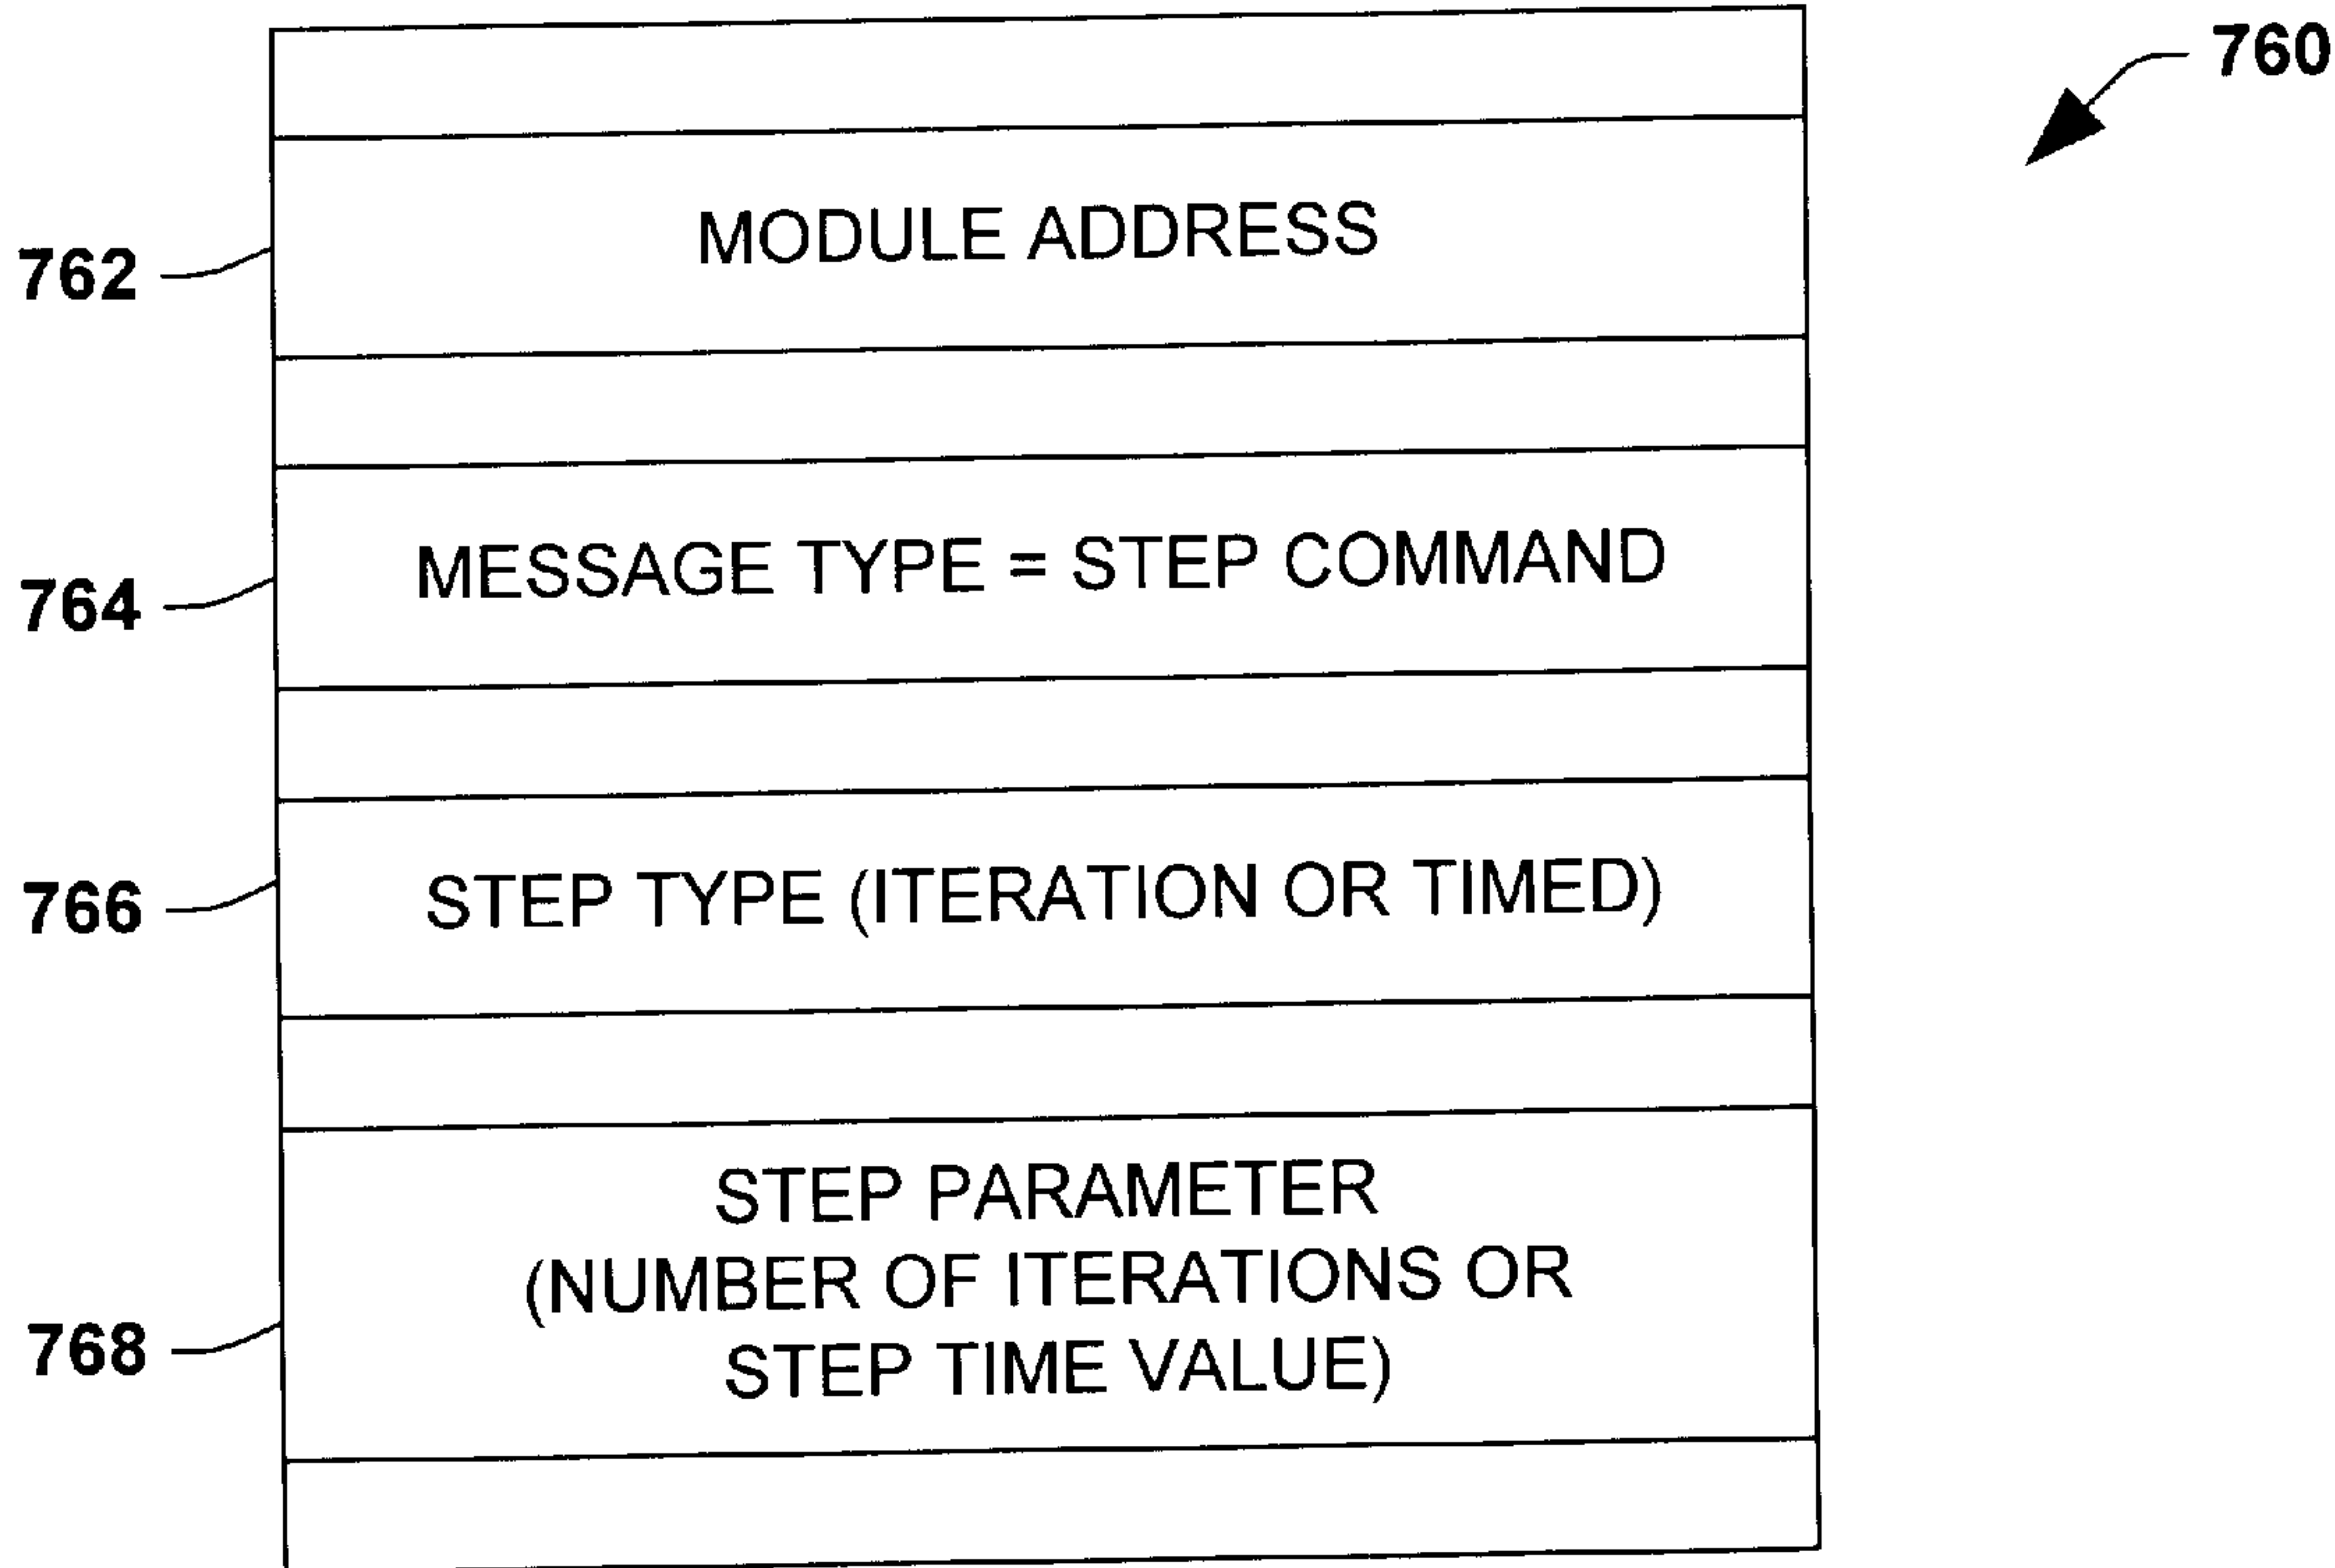 760
MODULE ADDRESS
762
MESSAGE TYPE = STEP COMMAND
764
STEP TYPE (ITERATION OR TIMED)
766
STEP PARAMETER
(NUMBER OF ITERATIONS OR
STEP TIME VALUE)
768